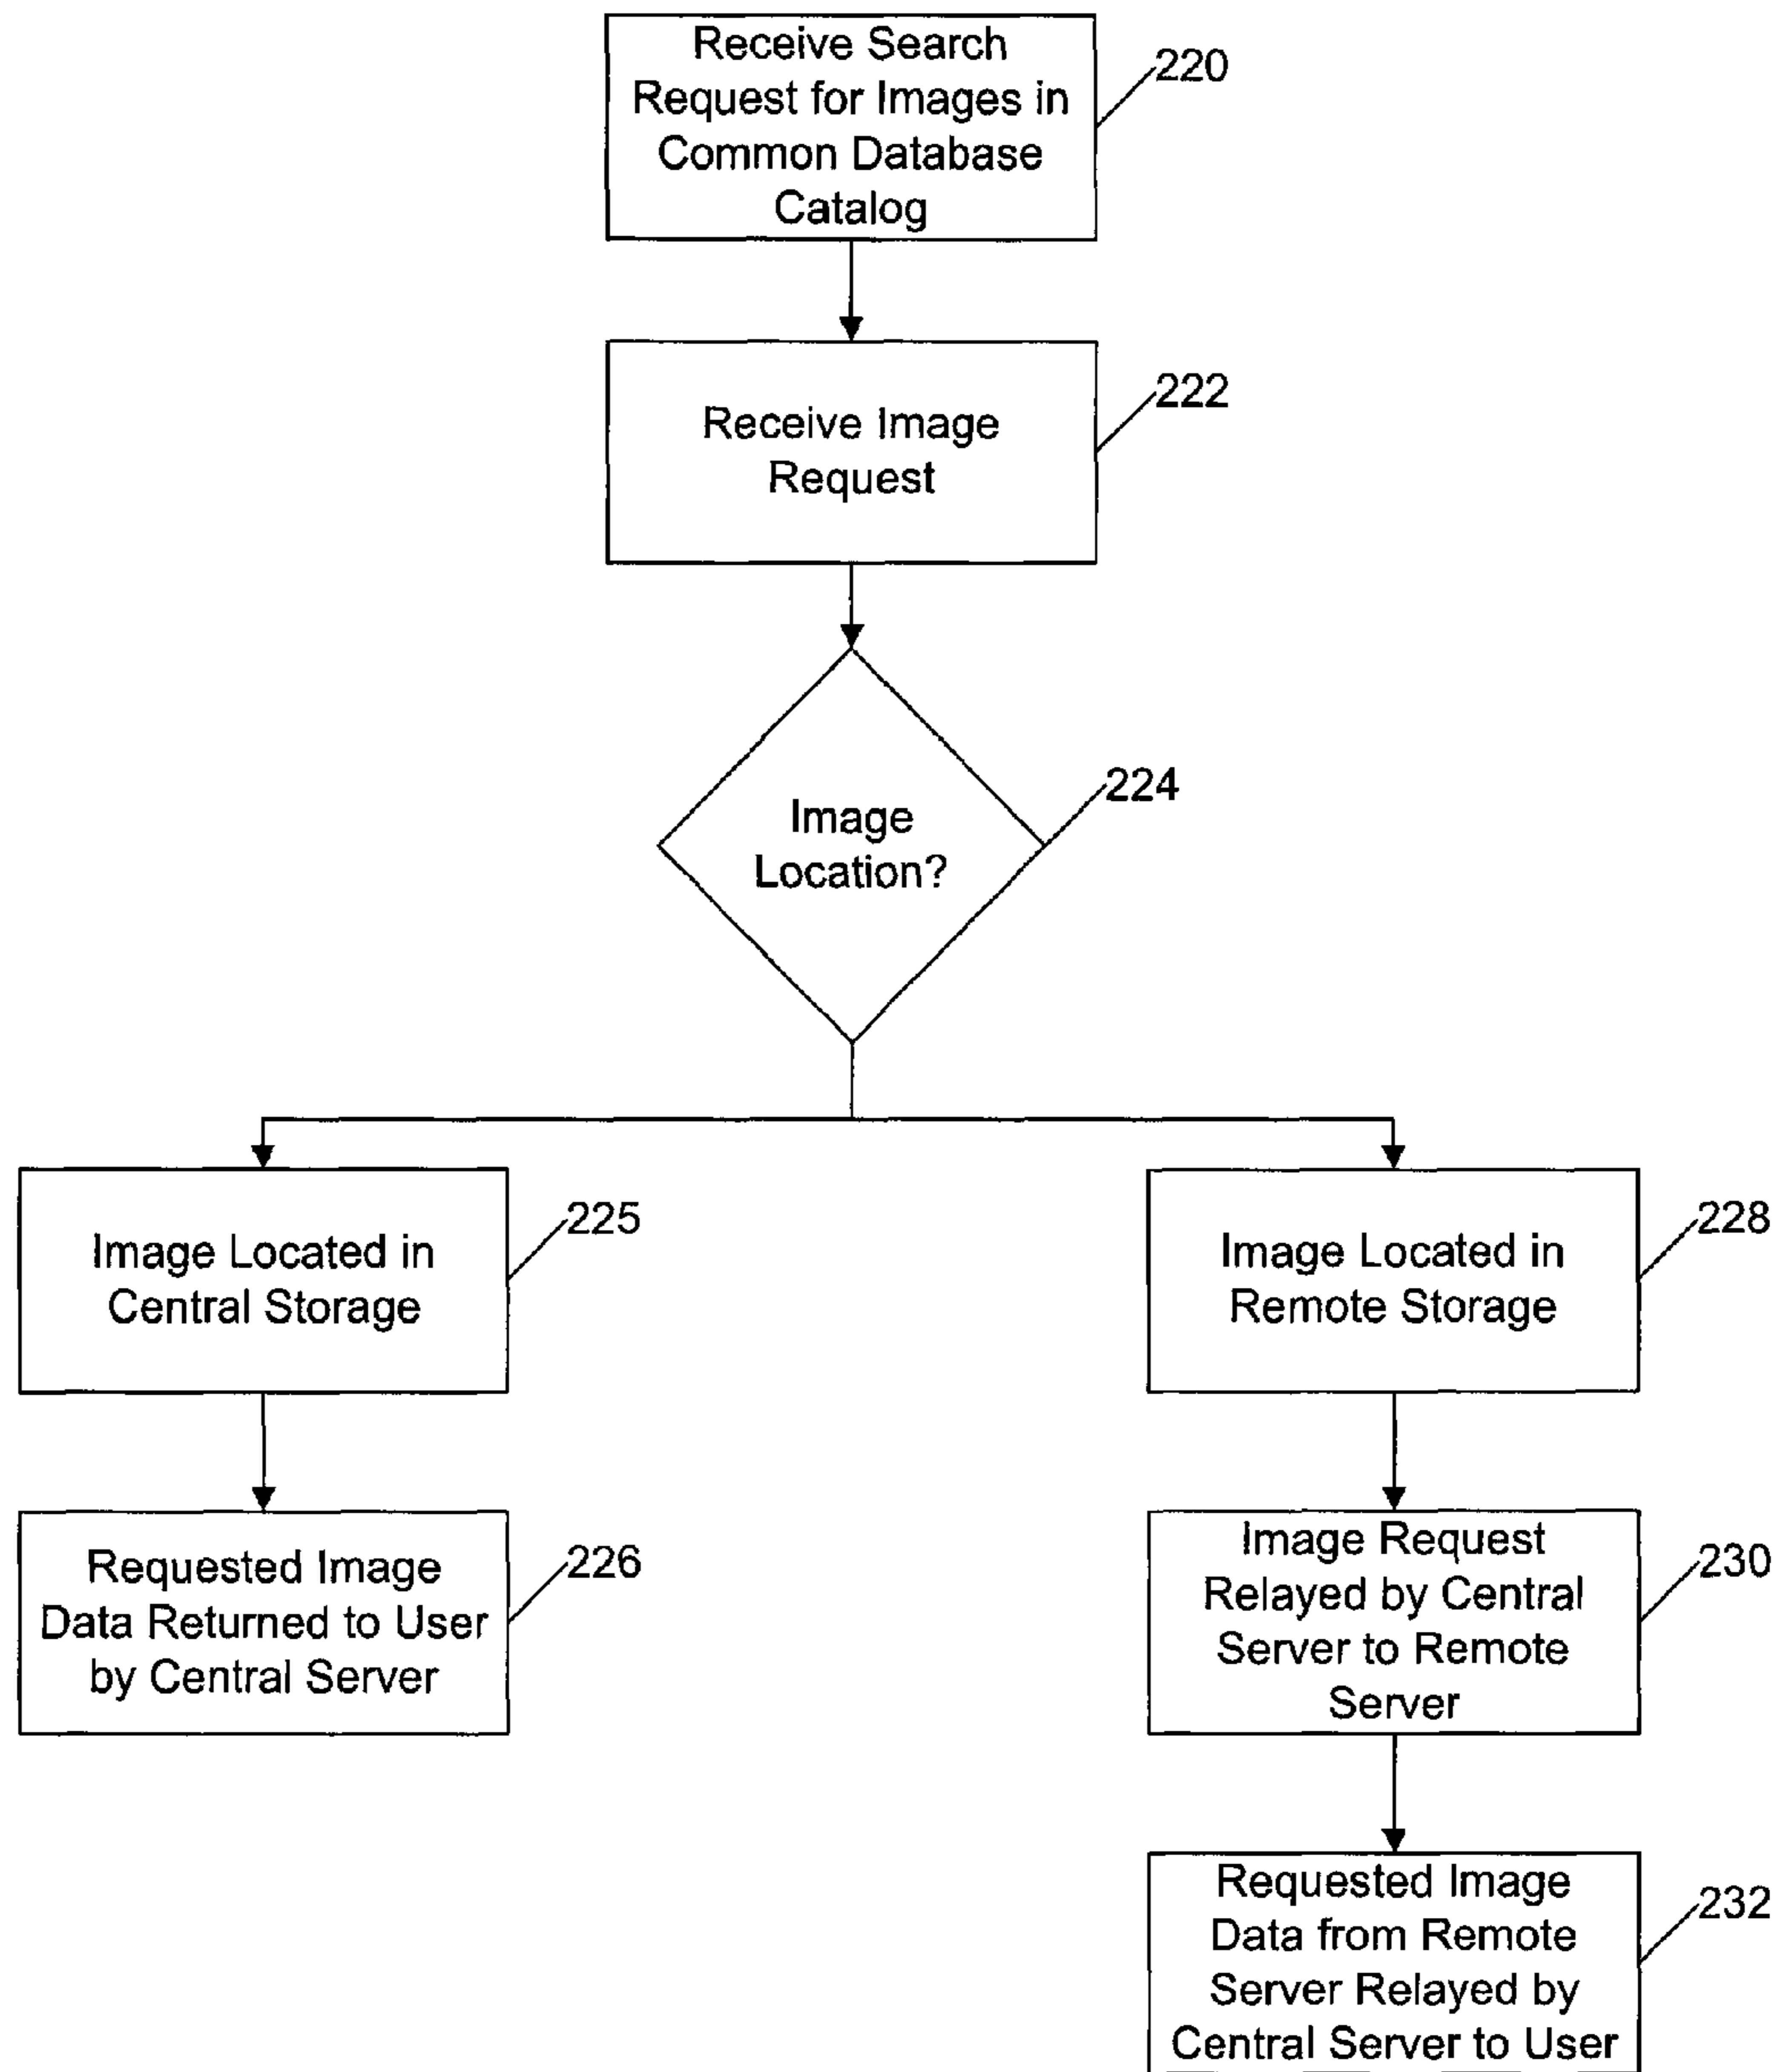 Receive Search
Request for Images in
Common Database
Catalog
220
Receive Image
Request
222
Image
Location?
224
Image Located in
Central Storage
225
Image Located in
Remote Storage
228
Requested Image
Data Returned to User
by Central Server
226
Image Request
Relayed by Central
Server to Remote
Server
230
Requested Image
Data from Remote
Server Relayed by
Central Server to User
232